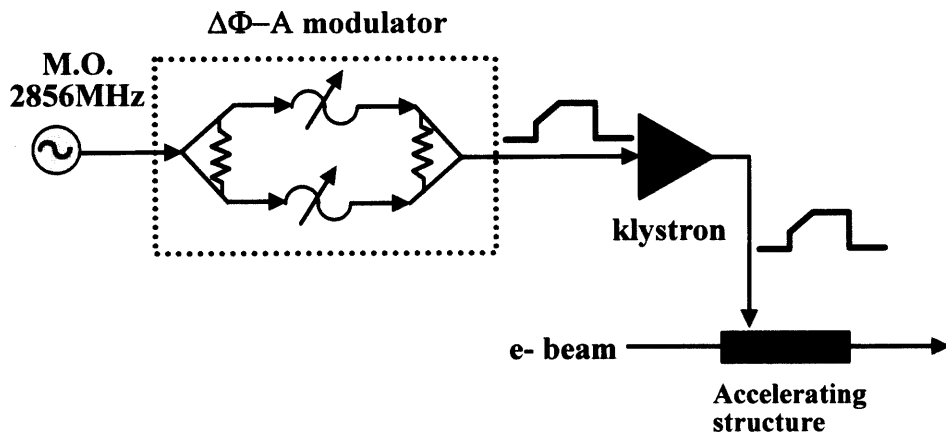 ΔΦ–A modulator
M.O.
2856MHz
klystron
e- beam
Accelerating
structure